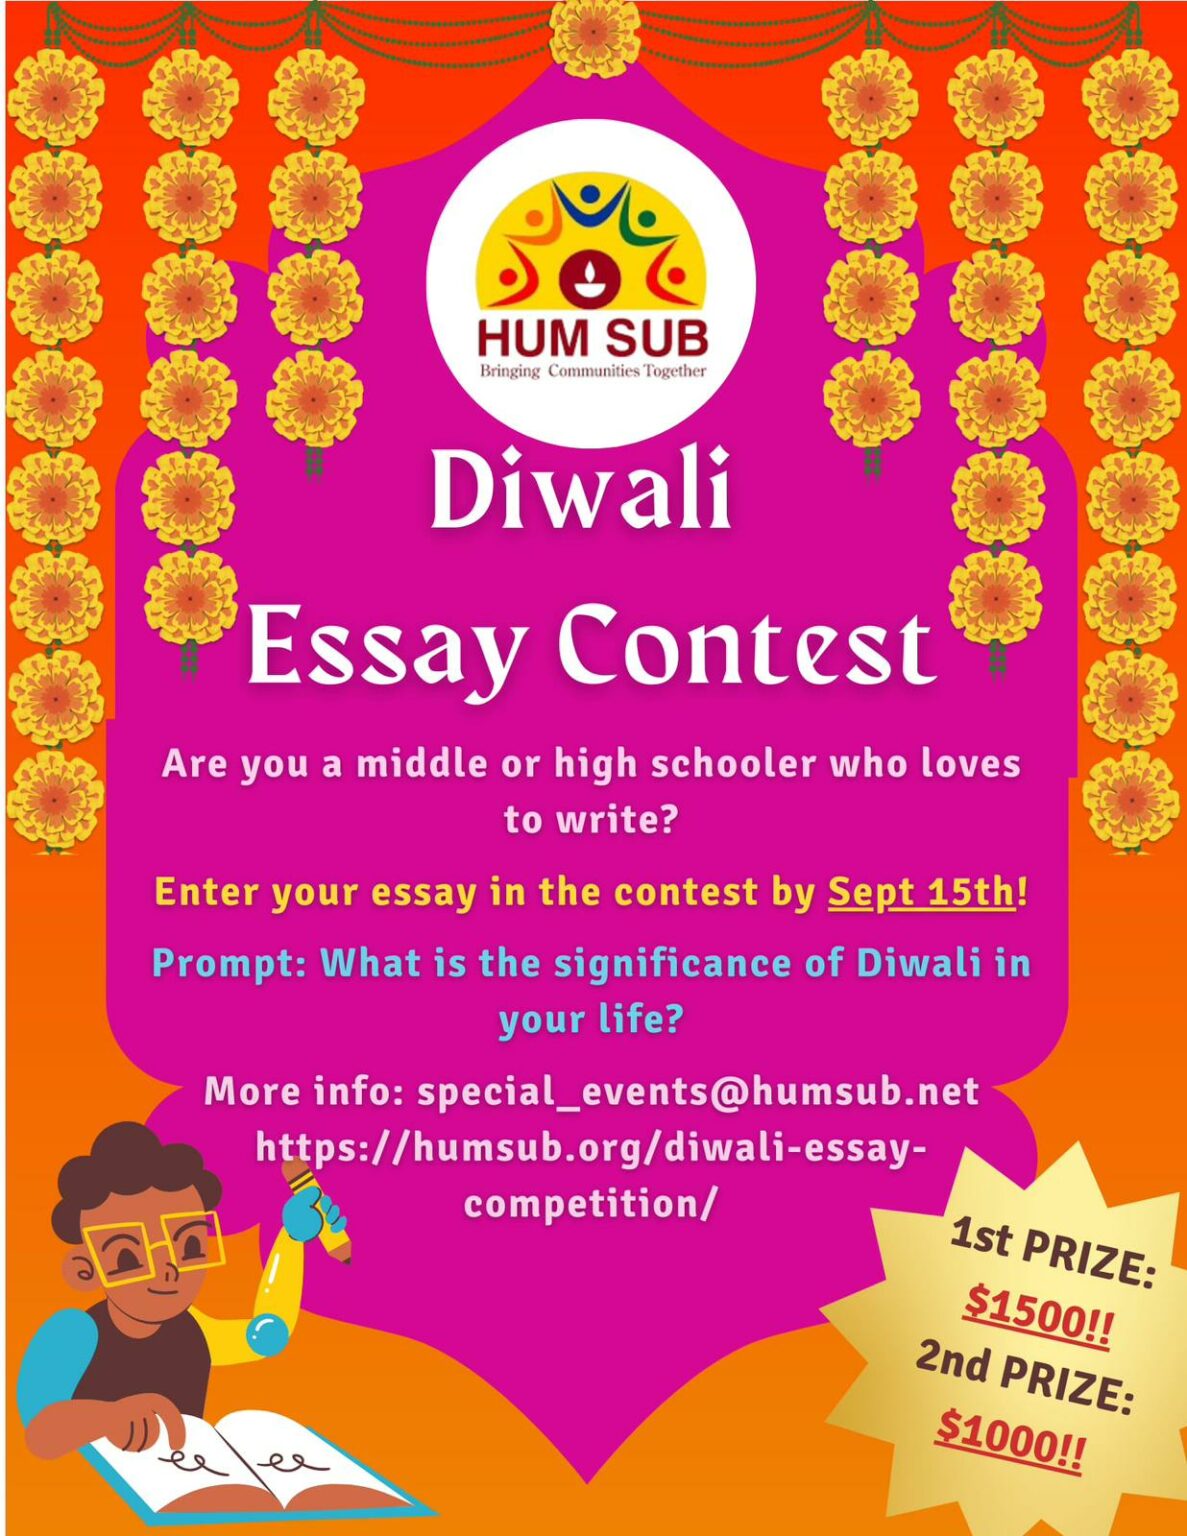 HUM SUB
Bringing Communities Together
Diwali
Essay Contest
Are you a middle or high schooler who loves
to write?
Enter your essay in the contest by Sept 15th!
Prompt: What is the significance of Diwali in
your life?
More info: special_events@humsub.net
https://humsub.org/diwali-essay-
competition/
1st PRIZE:
$1500!!
2nd PRIZE:
$1000!!